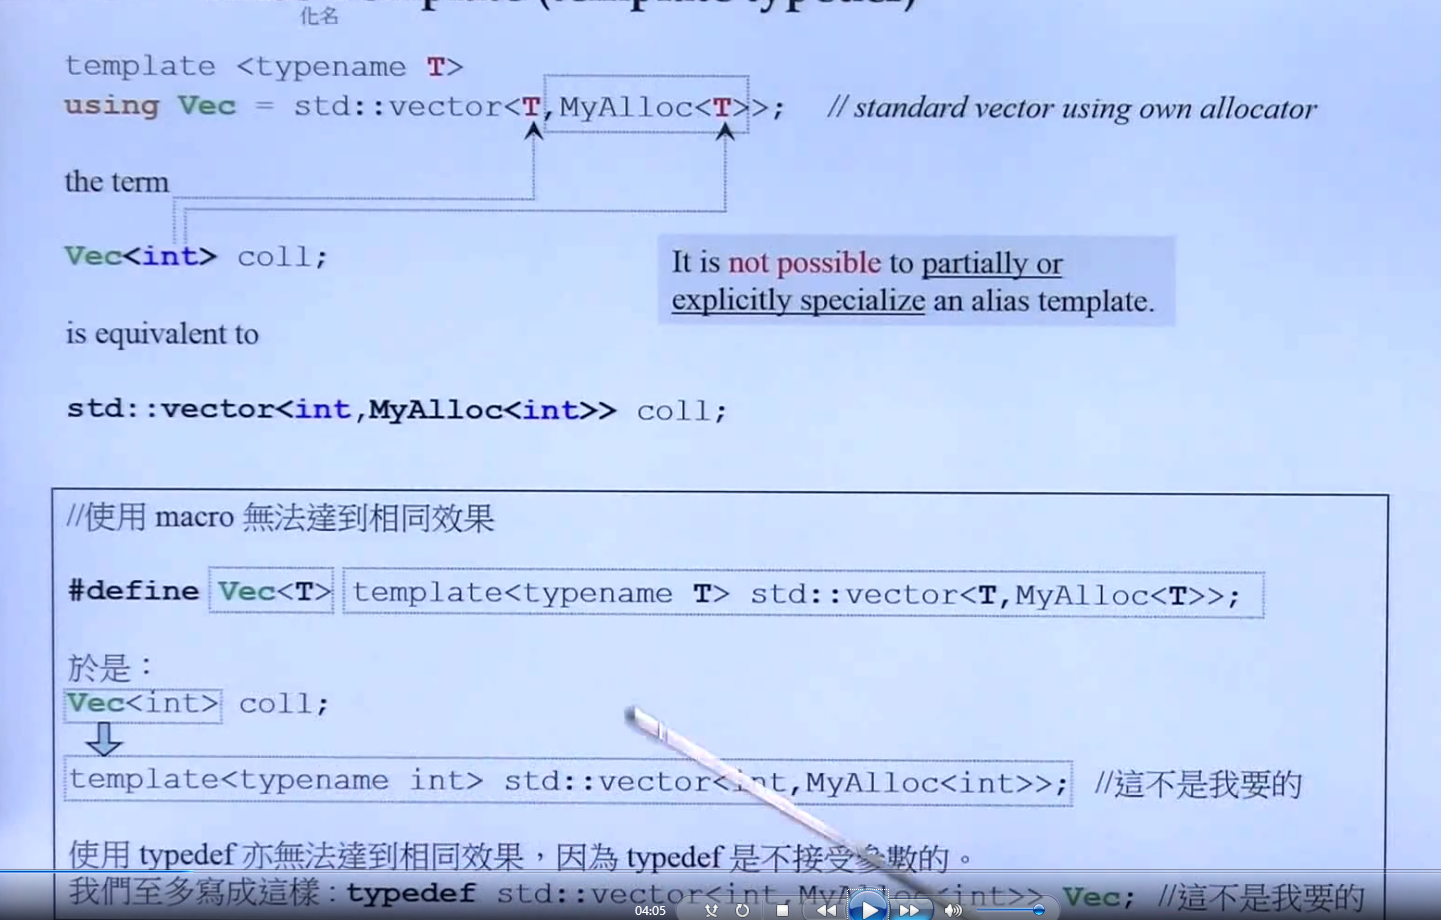 (template typedef)
化名
template <typename T>
using Vec = std::vector<T,MyAlloc<T>>; // standard vector using own allocator
the term
Vec<int> coll;
It is not possible to partially or
explicitly specialize an alias template.
is equivalent to
std::vector<int,MyAlloc<int>> coll;
//使用 macro 無法達到相同效果
#define Vec<T> template<typename T> std::vector<T,MyAlloc<T>>;
於是：
Vec<int> coll;
template<typename int> std::vector<int,MyAlloc<int>>; //這不是我要的
使用 typedef 亦無法達到相同效果，因為 typedef 是不接受參數的。
我們至多寫成這樣：typedef std::vector<int,MyAlloc<int>> Vec; //這不是我要的
04:05